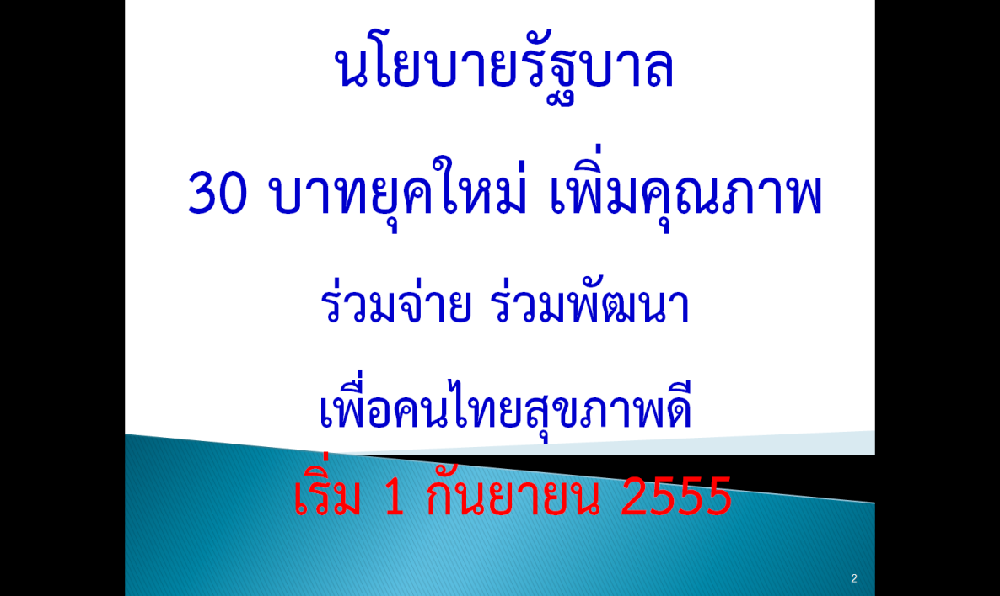 นโยบายรัฐบาล
30 บาทยุคใหม่ เพิ่มคุณภาพ
ร่วมจ่าย ร่วมพัฒนา
เพื่อคนไทยสุขภาพดี
เริ่ม 1 กันยายน 2555
2